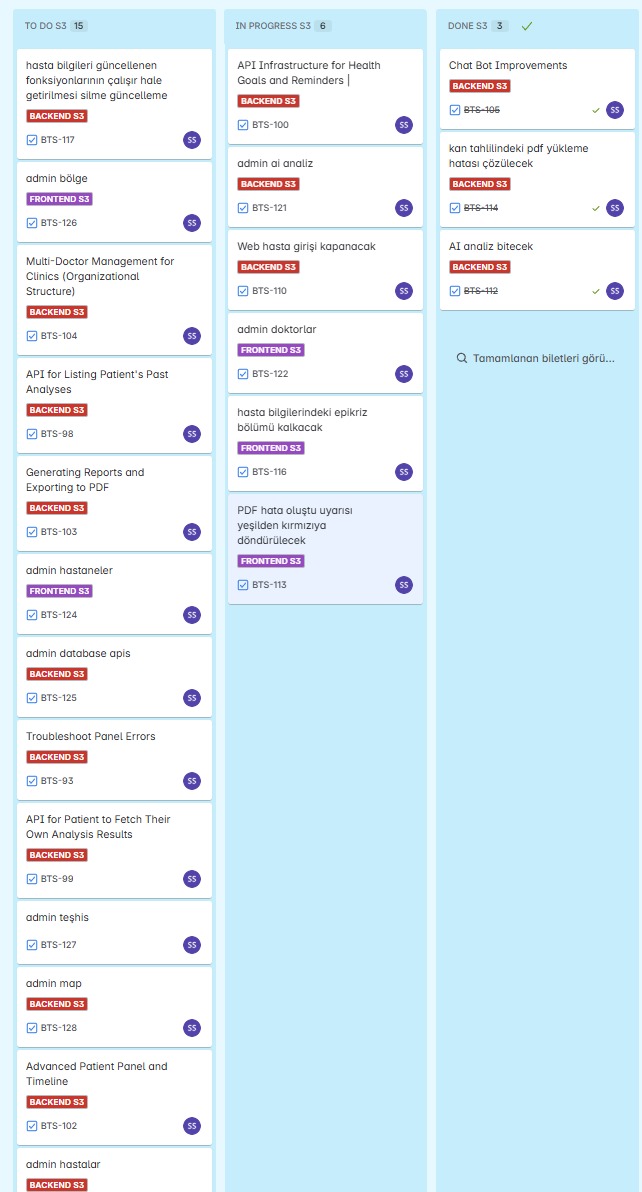 TO DO S3 15
hasta bilgileri güncellenen
fonksiyonlarının çalışır hale
getirilmesi silme güncelleme
BACKEND S3
BTS-117 SS
admin bölge
FRONTEND S3
BTS-126 SS
Multi-Doctor Management for
Clinics (Organizational
Structure)
BACKEND S3
BTS-104 SS
API for Listing Patient's Past
Analyses
BACKEND S3
BTS-98 SS
Generating Reports and
Exporting to PDF
BACKEND S3
BTS-103 SS
admin hastaneler
FRONTEND S3
BTS-124 SS
admin database apis
BACKEND S3
BTS-125 SS
Troubleshoot Panel Errors
BACKEND S3
BTS-93 SS
API for Patient to Fetch Their
Own Analysis Results
BACKEND S3
BTS-99 SS
admin teşhis
BTS-127 SS
admin map
BACKEND S3
BTS-128 SS
Advanced Patient Panel and
Timeline
BACKEND S3
BTS-102 SS
admin hastalar
BACKEND S3
IN PROGRESS S3 6
API Infrastructure for Health
Goals and Reminders |
BACKEND S3
BTS-100 SS
admin ai analiz
BACKEND S3
BTS-121 SS
Web hasta girişi kapanacak
BACKEND S3
BTS-110 SS
admin doktorlar
FRONTEND S3
BTS-122 SS
hasta bilgilerindeki epikriz
bölümü kalkacak
FRONTEND S3
BTS-116 SS
PDF hata oluştu uyarısı
yeşilden kırmızıya
döndürülecek
FRONTEND S3
BTS-113 SS
DONE S3 3
Chat Bot Improvements
BACKEND S3
BTS-105 SS
kan tahlilindeki pdf yükleme
hatası çözülecek
BACKEND S3
BTS-114 SS
AI analiz bitecek
BACKEND S3
BTS-112 SS
Tamamlanan biletleri görü...